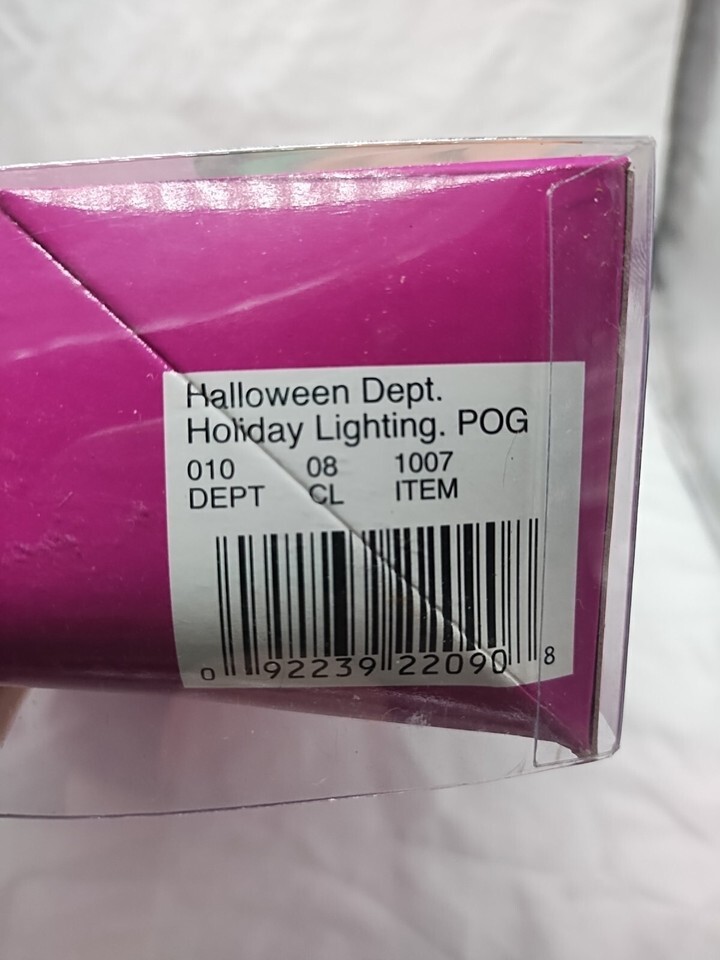 Halloween Dept.
Holiday Lighting. POG
010 08 1007
DEPT CL ITEM
0 92239 22090 8